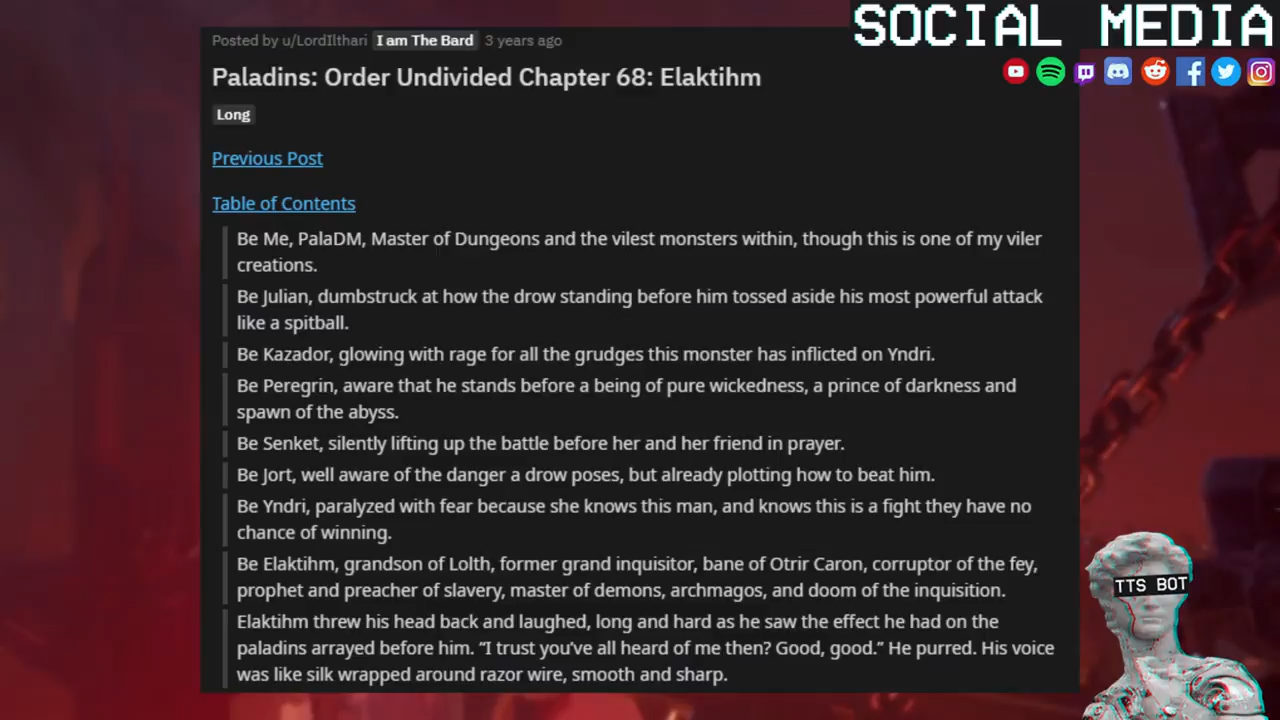 SOCIAL MEDIA
Posted by u/LordIlthari I am The Bard 3 years ago
Paladins: Order Undivided Chapter 68: Elaktihm
Long
Previous Post
Table of Contents
Be Me, PalaDM, Master of Dungeons and the vilest monsters within, though this is one of my viler
creations.
Be Julian, dumbstruck at how the drow standing before him tossed aside his most powerful attack
like a spitball.
Be Kazador, glowing with rage for all the grudges this monster has inflicted on Yndri.
Be Peregrin, aware that he stands before a being of pure wickedness, a prince of darkness and
spawn of the abyss.
Be Senket, silently lifting up the battle before her and her friend in prayer.
Be Jort, well aware of the danger a drow poses, but already plotting how to beat him.
Be Yndri, paralyzed with fear because she knows this man, and knows this is a fight they have no
chance of winning.
Be Elaktihm, grandson of Lolth, former grand inquisitor, bane of Otrir Caron, corruptor of the fey,
prophet and preacher of slavery, master of demons, archmagos, and doom of the inquisition.
Elaktihm threw his head back and laughed, long and hard as he saw the effect he had on the
paladins arrayed before him. “I trust you’ve all heard of me then? Good, good.” He purred. His voice
was like silk wrapped around razor wire, smooth and sharp.
TTS BOT